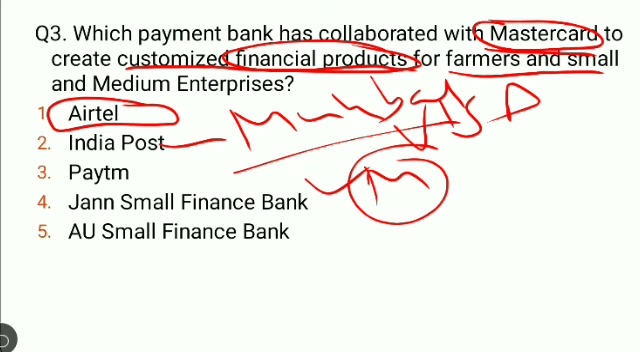 Q3. Which payment bank has collaborated with Mastercard to
create customized financial products for farmers and small
and Medium Enterprises?
1. Airtel
2. India Post
3. Paytm
4. Jann Small Finance Bank
5. AU Small Finance Bank